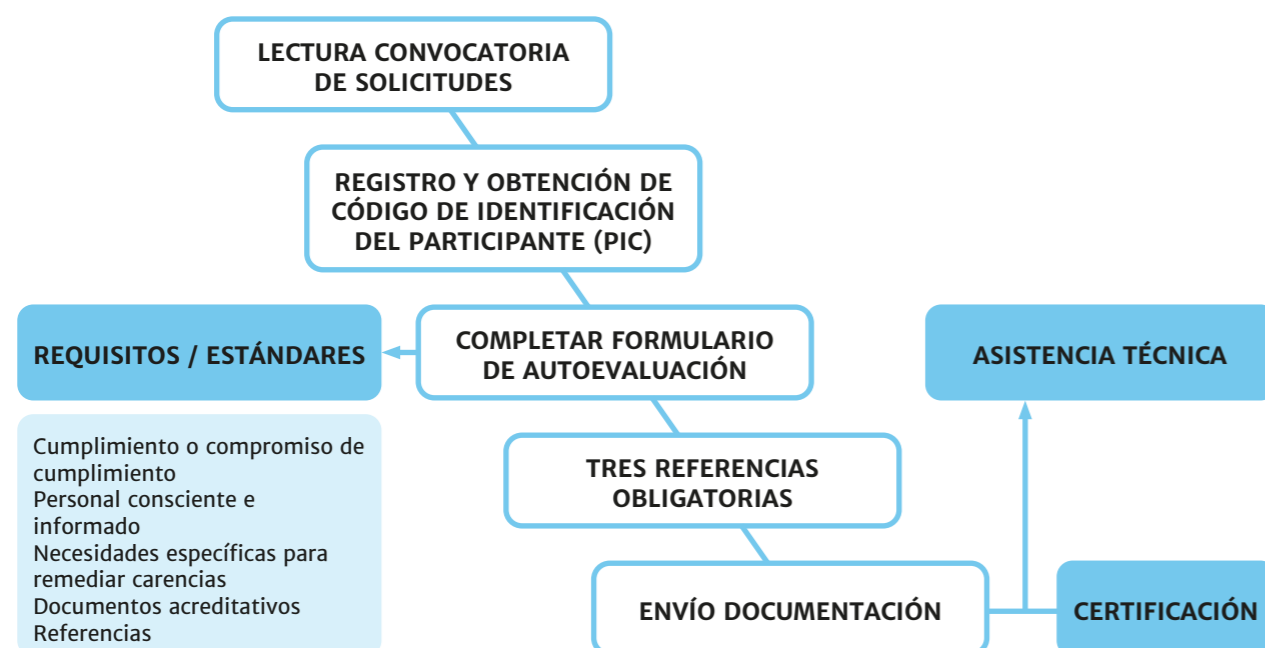 LECTURA CONVOCATORIA
DE SOLICITUDES
REGISTRO Y OBTENCIÓN DE
CÓDIGO DE IDENTIFICACIÓN
DEL PARTICIPANTE (PIC)
REQUISITOS / ESTÁNDARES
COMPLETAR FORMULARIO
DE AUTOEVALUACIÓN
ASISTENCIA TÉCNICA
Cumplimiento o compromiso de
cumplimiento
Personal consciente e
informado
Necesidades específicas para
remediar carencias
Documentos acreditativos
Referencias
TRES REFERENCIAS
OBLIGATORIAS
ENVÍO DOCUMENTACIÓN
CERTIFICACIÓN